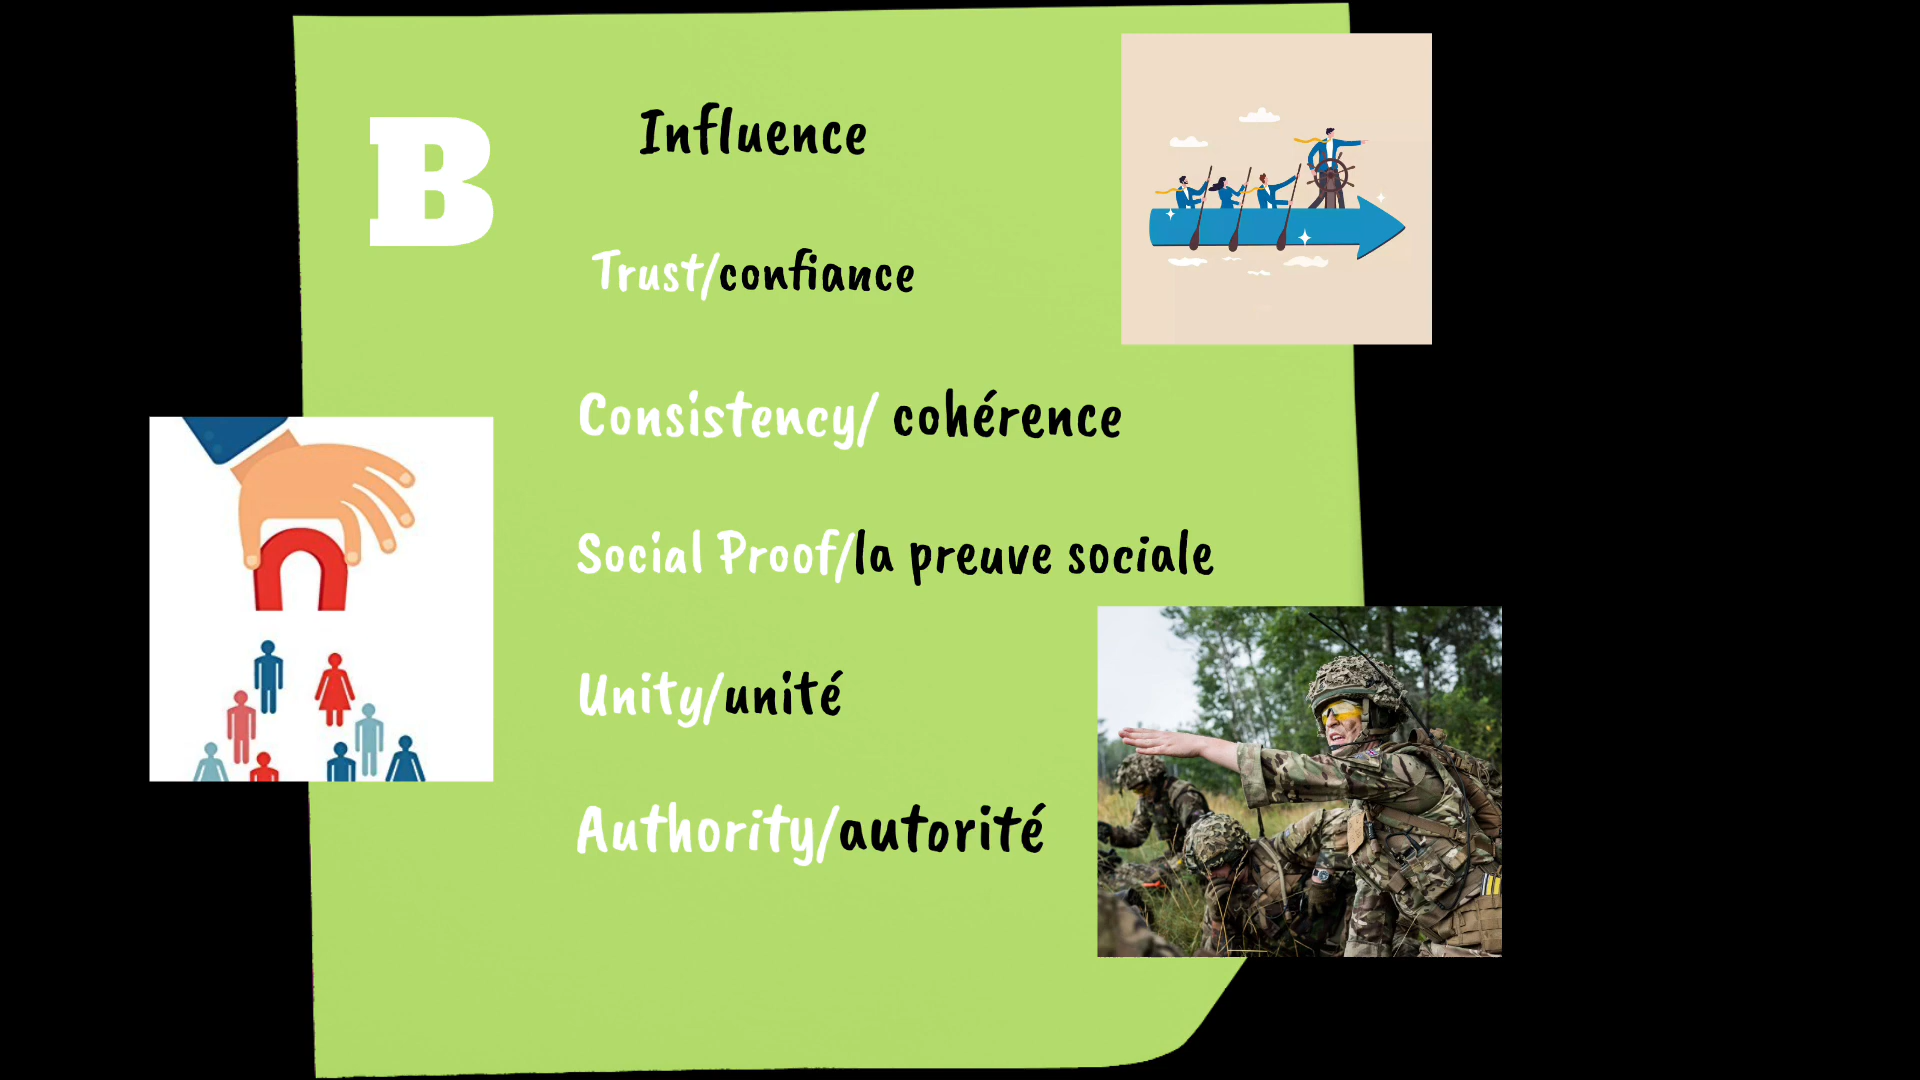 B
Influence
Trust/confiance
Consistency/ cohérence
Social Proof/la preuve sociale
Unity/unité
Authority/autorité